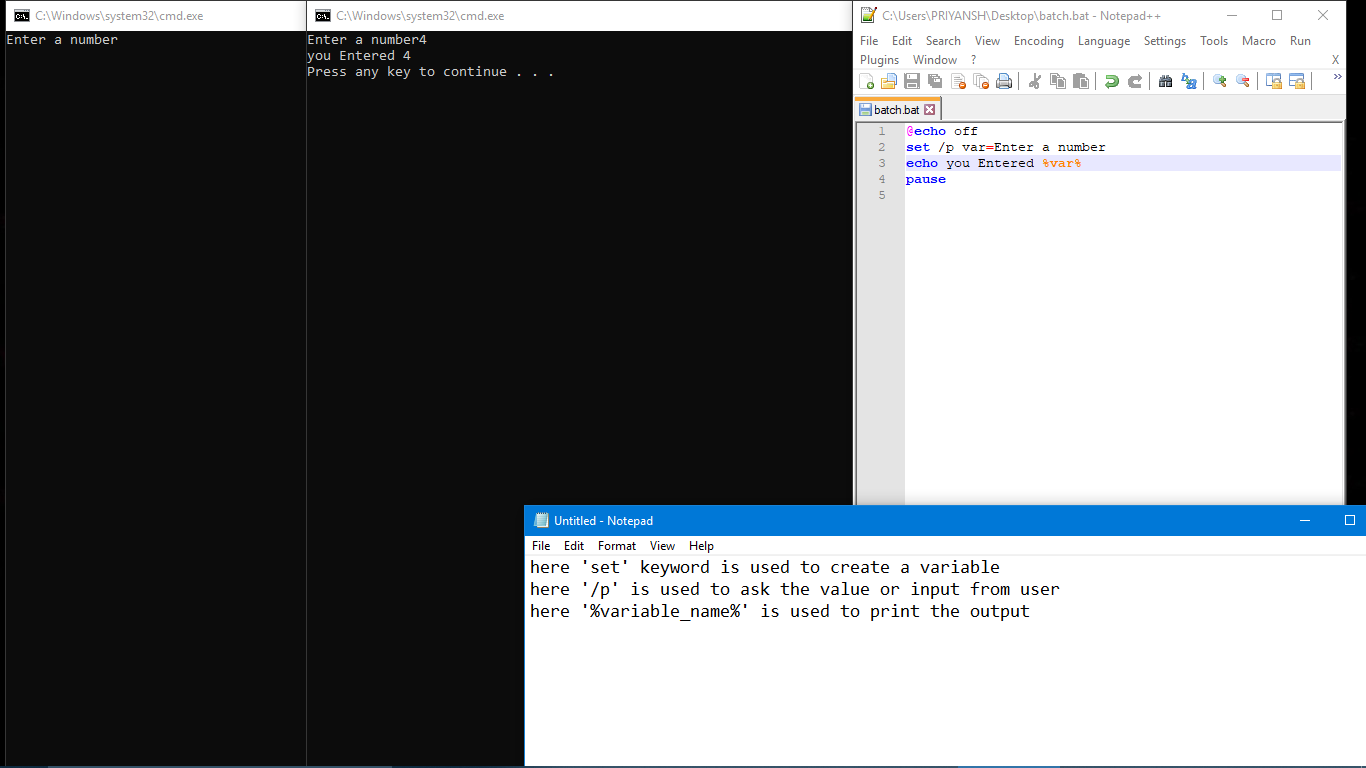 C:\Windows\system32\cmd.exe
Enter a number
C:\Windows\system32\cmd.exe
Enter a number4
you Entered 4
Press any key to continue . . .
C:\Users\PRIYANSH\Desktop\batch.bat - Notepad++
File Edit Search View Encoding Language Settings Tools Macro Run
Plugins Window ? X
batch.bat
1 @echo off
2 set /p var=Enter a number
3 echo you Entered %var%
4 pause
5
Untitled - Notepad
File Edit Format View Help
here 'set' keyword is used to create a variable
here '/p' is used to ask the value or input from user
here '%variable_name%' is used to print the output